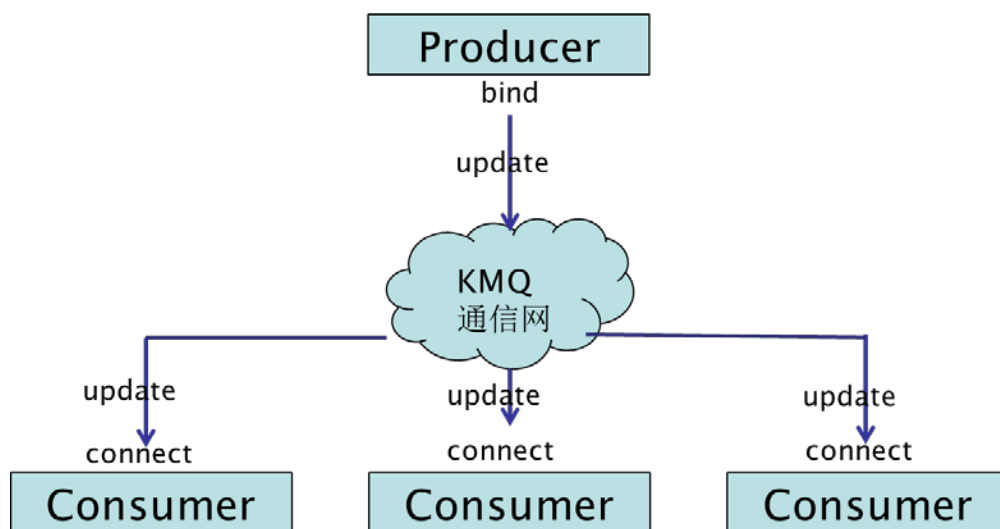 Producer
bind
update
KMQ
通信网
update
update
update
connect
connect
connect
Consumer
Consumer
Consumer